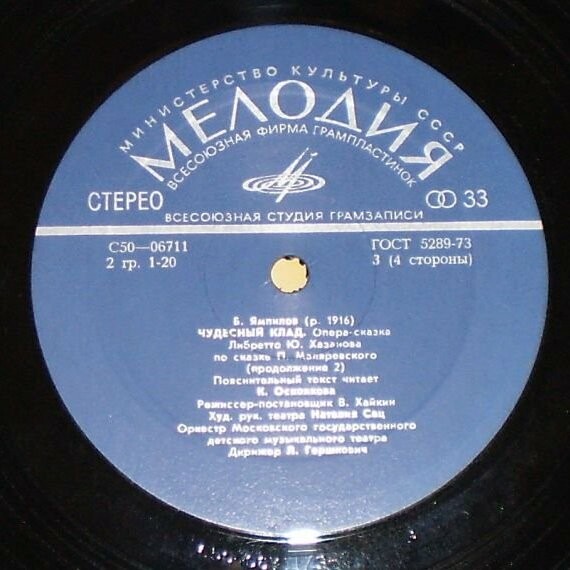 МИНИСТЕРСТВО КУЛЬТУРЫ СССР
МЕЛОДИЯ
ВСЕСОЮЗНАЯ ФИРМА ГРАМПЛАСТИНОК
СТЕРЕО
33
ВСЕСОЮЗНАЯ СТУДИЯ ГРАМЗАПИСИ
С50—06711
ГОСТ 5289-73
2 гр. 1-20
3 (4 стороны)
Б. Ямпилов (р. 1916)
ЧУДЕСНЫЙ КЛАД. Опера-сказка
Либретто Ю. Хазанова
по сказке П. Маляревского
(продолжение 2)
Пояснительный текст читает
К.
Режиссер-постановщик В. Хайкин
Худ. рук. театра Наталия Сац
Оркестр Московского государственного
детского музыкального театра
Дирижер Л. Гершкович